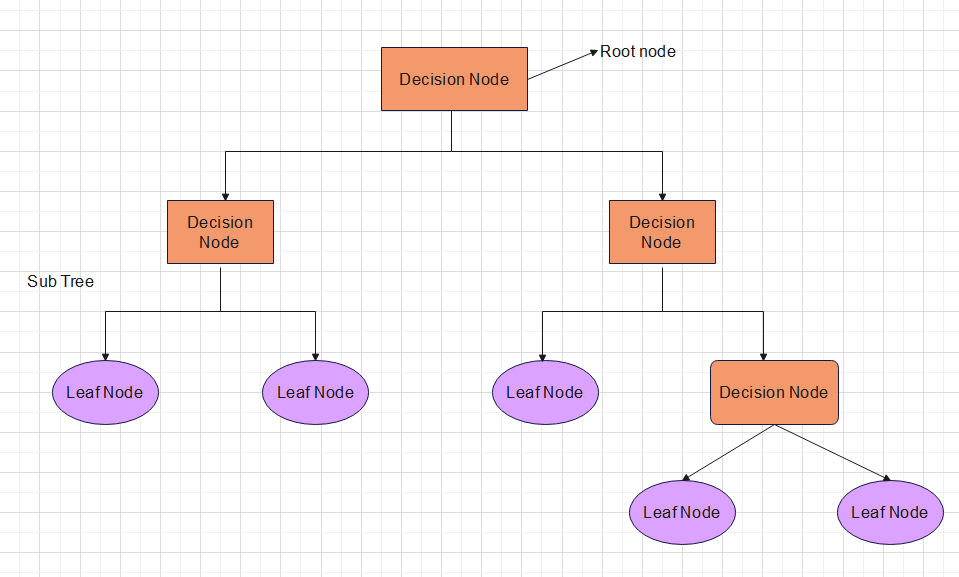 Root node
Decision Node
Decision
Node
Decision
Node
Sub Tree
Leaf Node
Leaf Node
Leaf Node
Decision Node
Leaf Node
Leaf Node